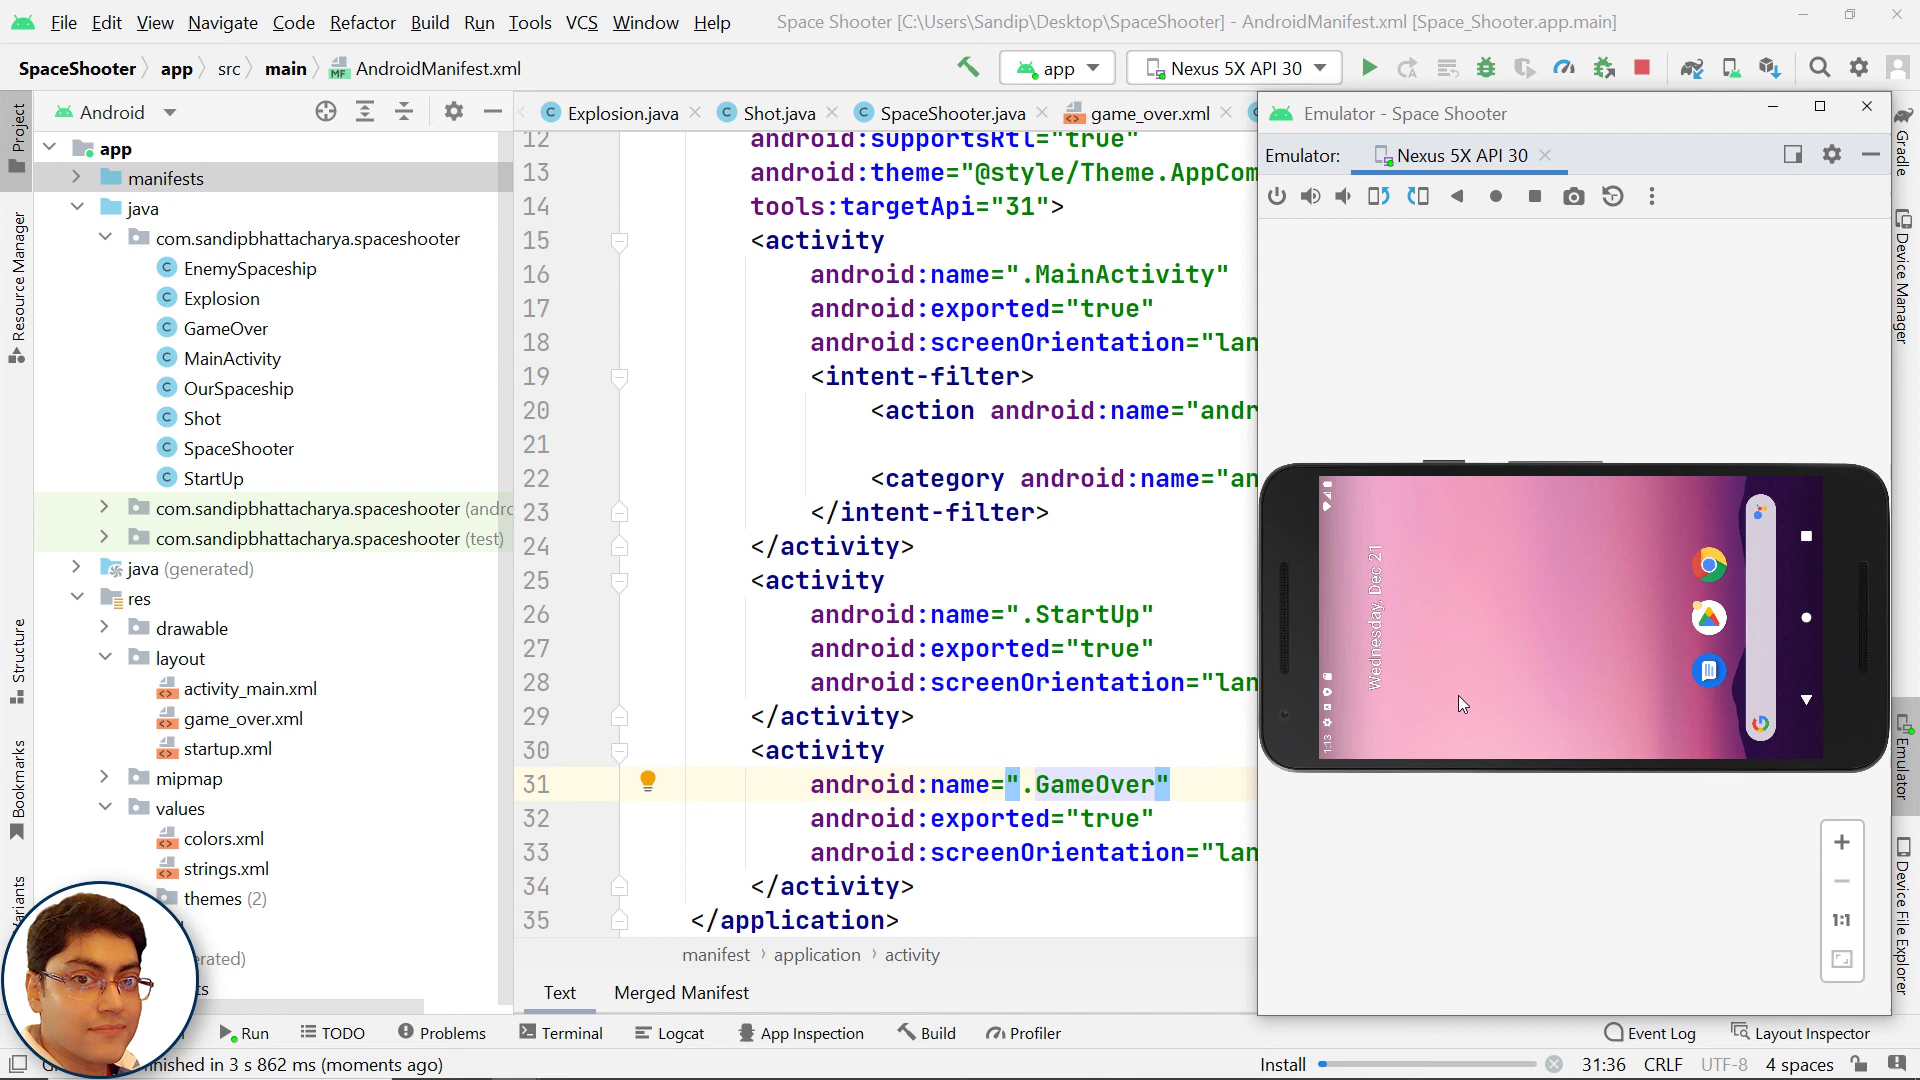 File Edit View Navigate Code Refactor Build Run Tools VCS Window Help Space Shooter [C:\Users\Sandip\Desktop\SpaceShooter] - AndroidManifest.xml [Space_Shooter.app.main]
SpaceShooter app src main AndroidManifest.xml app Nexus 5X API 30
Android
Explosion.java Shot.java SpaceShooter.java game_over.xml
Project
Resource Manager
Structure
Bookmarks
app
manifests
java
com.sandipbhattacharya.spaceshooter
EnemySpaceship
Explosion
GameOver
MainActivity
OurSpaceship
Shot
SpaceShooter
StartUp
com.sandipbhattacharya.spaceshooter (andro
com.sandipbhattacharya.spaceshooter (test)
java (generated)
res
drawable
layout
activity_main.xml
game_over.xml
startup.xml
mipmap
values
colors.xml
strings.xml
themes (2)
12 android:supportsRtl="true"
13 android:theme="@style/Theme.AppCom
14 tools:targetApi="31">
15 <activity
16 android:name=".MainActivity"
17 android:exported="true"
18 android:screenOrientation="lan
19 <intent-filter>
20 <action android:name="andr
21
22 <category android:name="an
23 </intent-filter>
24 </activity>
25 <activity
26 android:name=".StartUp"
27 android:exported="true"
28 android:screenOrientation="lan
29 </activity>
30 <activity
31 android:name=".GameOver"
32 android:exported="true"
33 android:screenOrientation="lan
34 </activity>
35 </application>
manifest application activity
Text Merged Manifest
Emulator - Space Shooter
Emulator: Nexus 5X API 30
Wednesday, Dec 21
1:13
1:1
Gradle
Device Manager
Emulator
Device File Explorer
Run TODO Problems Terminal Logcat App Inspection Build Profiler Event Log Layout Inspector
3 s 862 ms (moments ago) Install 31:36 CRLF UTF-8 4 spaces